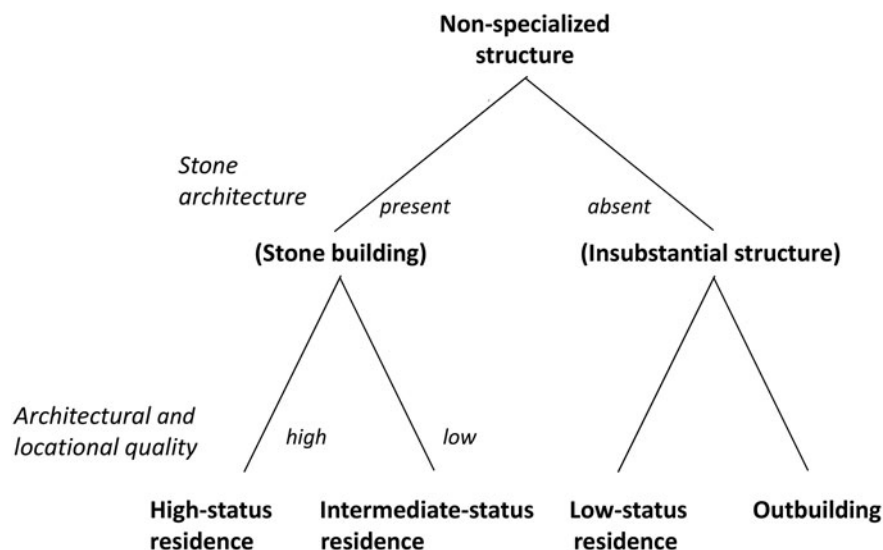 Non-specialized
structure
Stone
architecture
present
absent
(Stone building)
(Insubstantial structure)
Architectural and
locational quality
high
low
High-status
residence
Intermediate-status
residence
Low-status
residence
Outbuilding